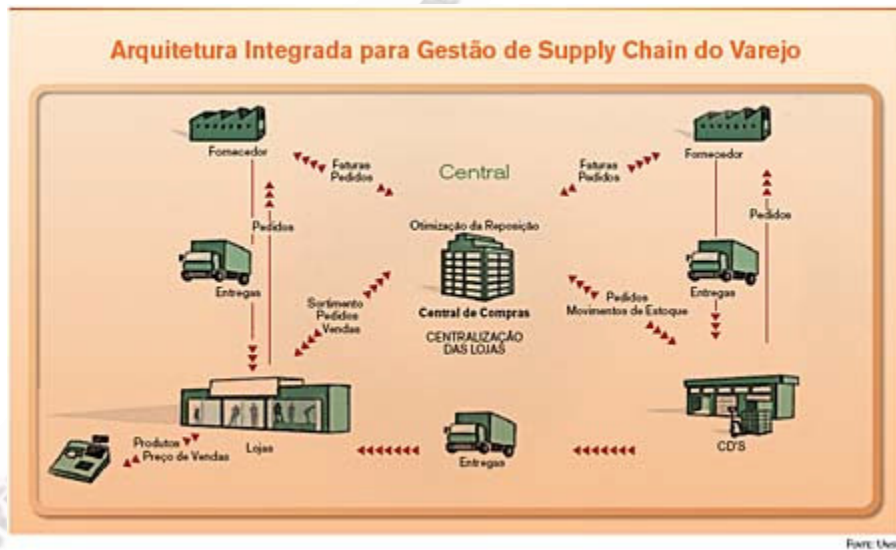 Arquitetura Integrada para Gestão de Supply Chain do Varejo
Fornecedor
Fornecedor
Faturas
Pedidos
Central
Faturas
Pedidos
Pedidos
Pedidos
Otimização da Reposição
Entregas
Entregas
Sortimento
Pedidos
Vendas
Central de Compras
CENTRALIZAÇÃO
DAS LOJAS
Pedidos
Movimentos de Estoque
Produtos
Preço de Vendas
Lojas
Entregas
CD'S